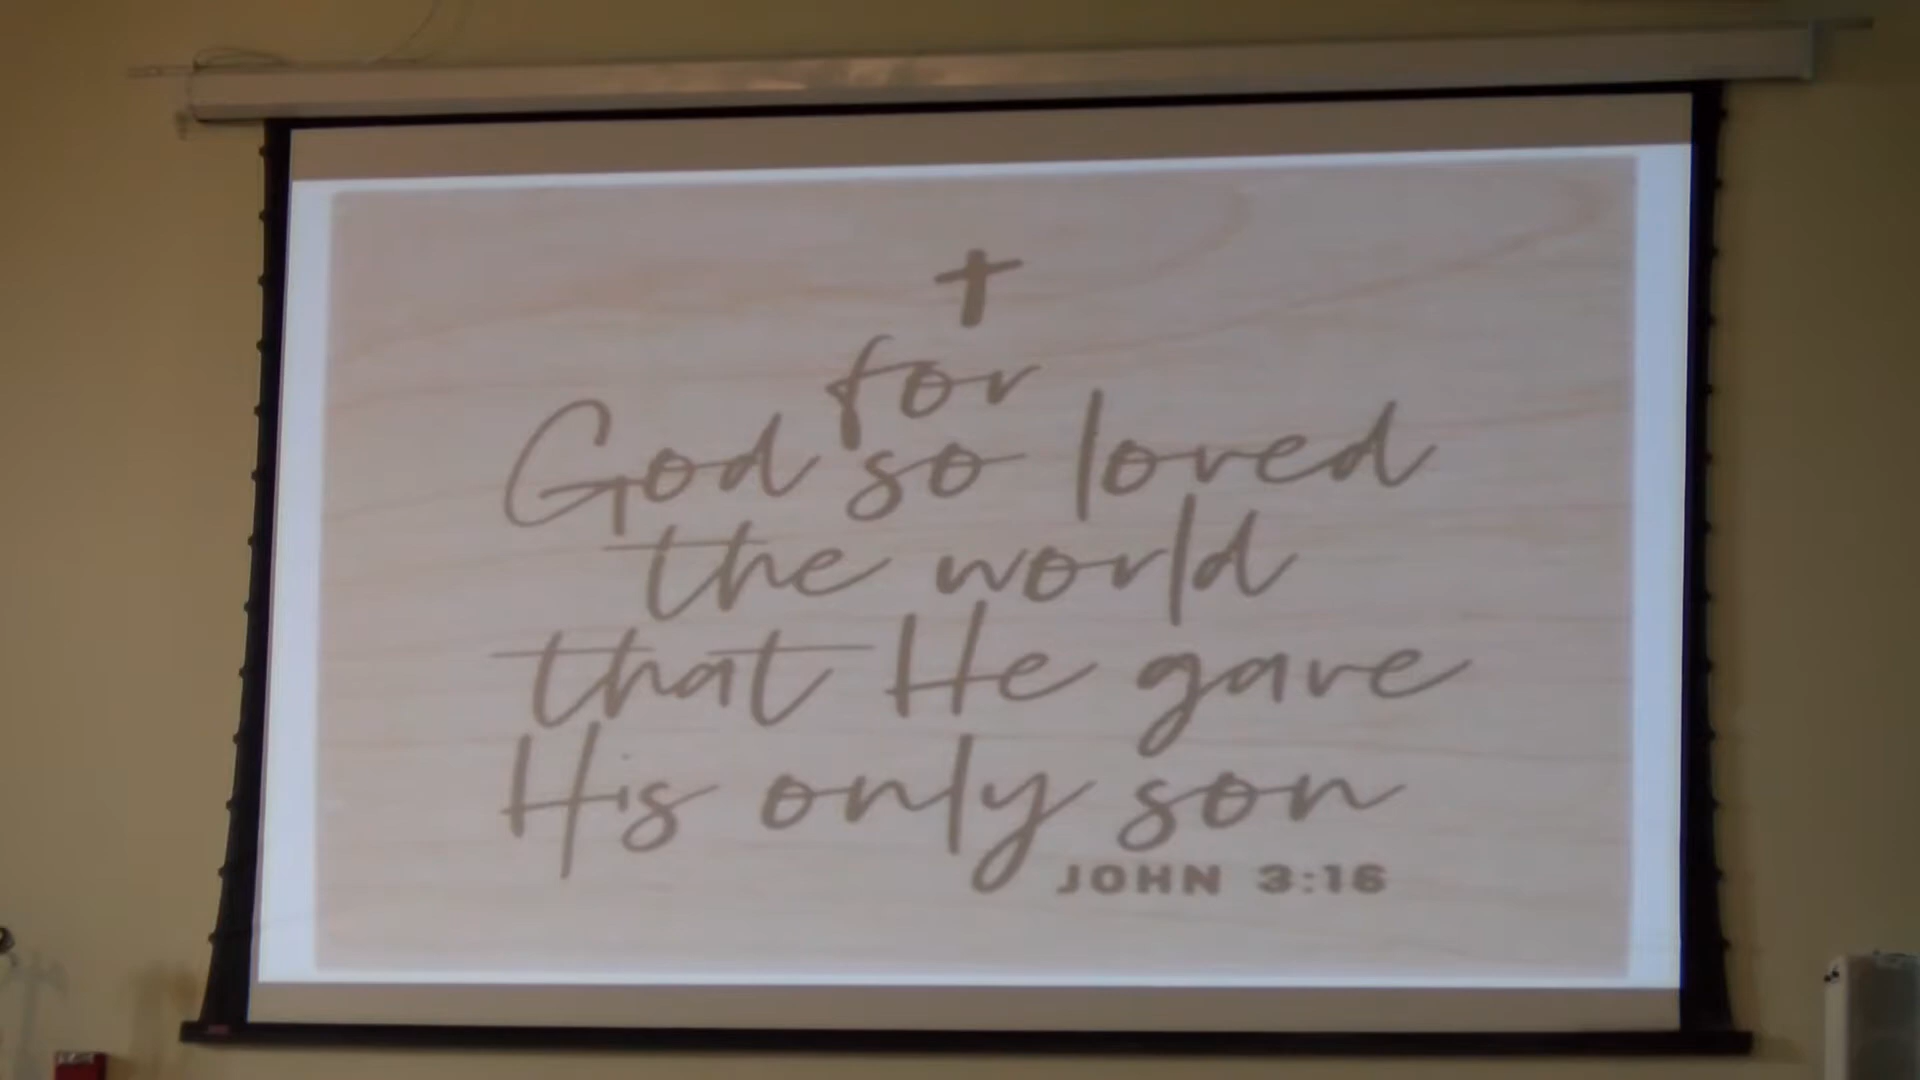 for
God so loved
the world
that He gave
His only son
JOHN 3:16